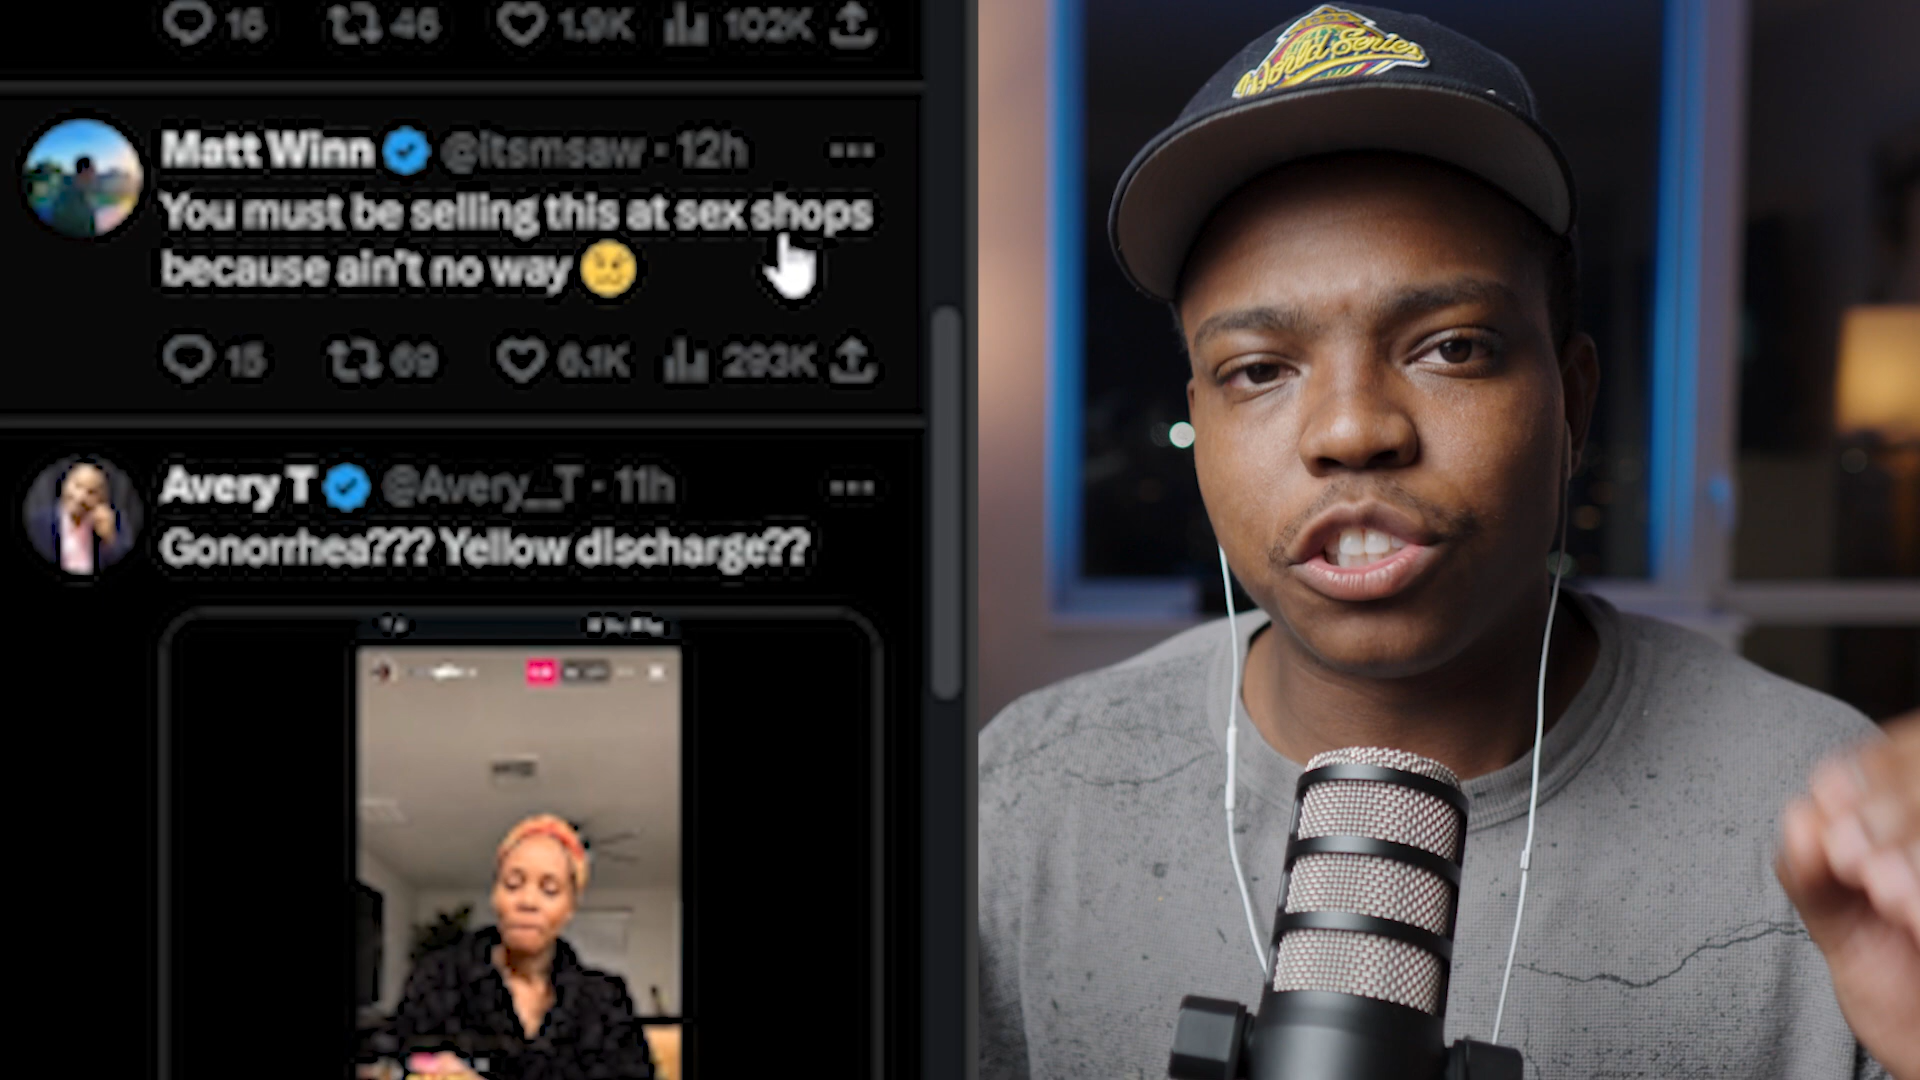 16 46 1.9K 102K
World Series
Matt Winn @itsmsaw · 12h
You must be selling this at sex shops
because ain't no way 🤨
15 69 6.1K 293K
Avery T @Avery__T · 11h
Gonorrhea??? Yellow discharge??